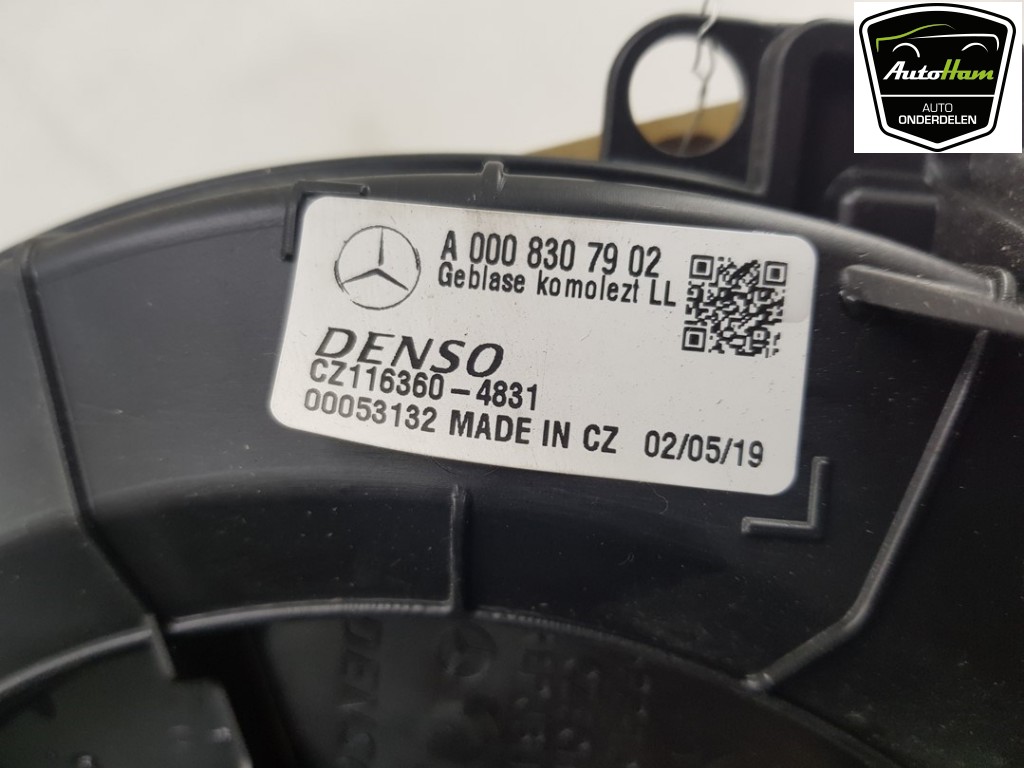 AutoHam
AUTO
ONDERDELEN
A 000 830 79 02
Geblase komolezt LL
DENSO
CZ116360-4831
00053132 MADE IN CZ 02/05/19
DENSO